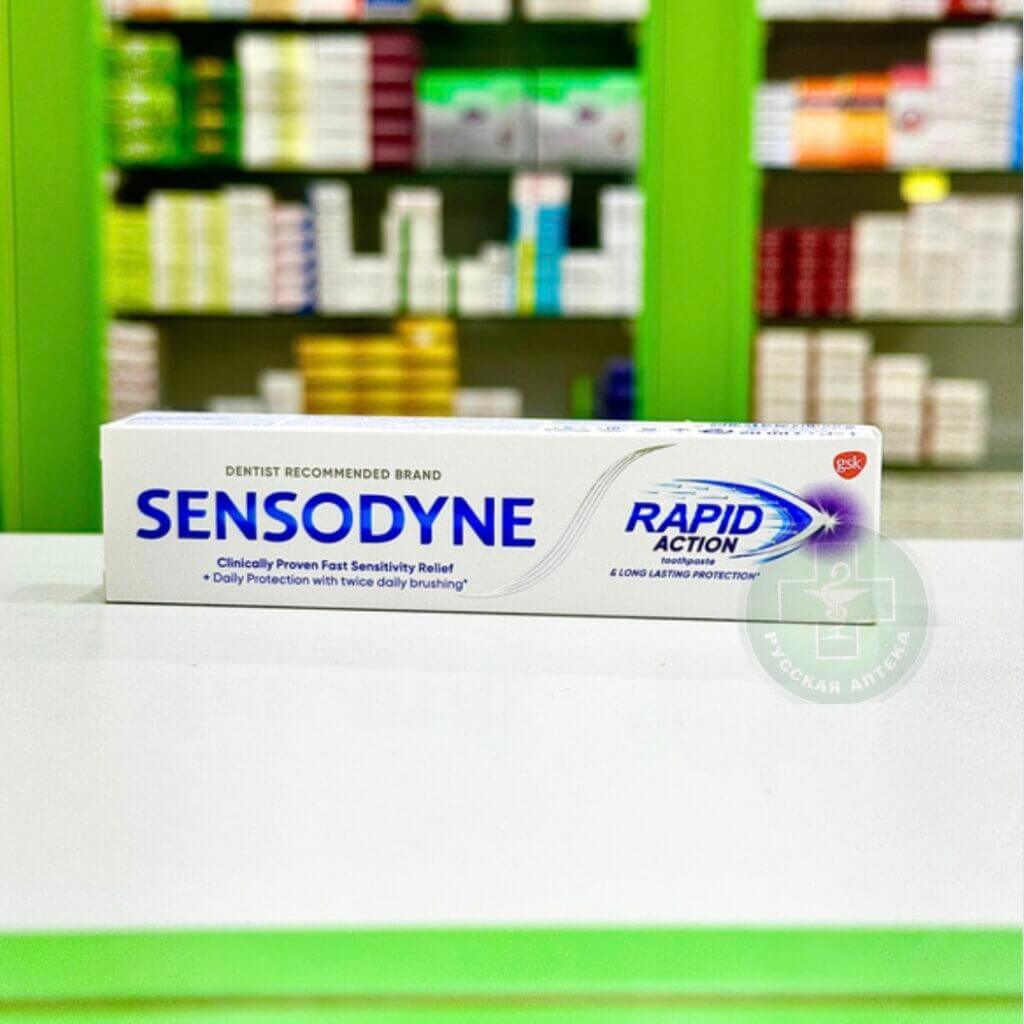 DENTIST RECOMMENDED BRAND
SENSODYNE
Clinically Proven Fast Sensitivity Relief
+ Daily Protection with twice daily brushing*
gsk
RAPID
ACTION
toothpaste
& LONG LASTING PROTECTION*
РУССКАЯ АПТЕКА